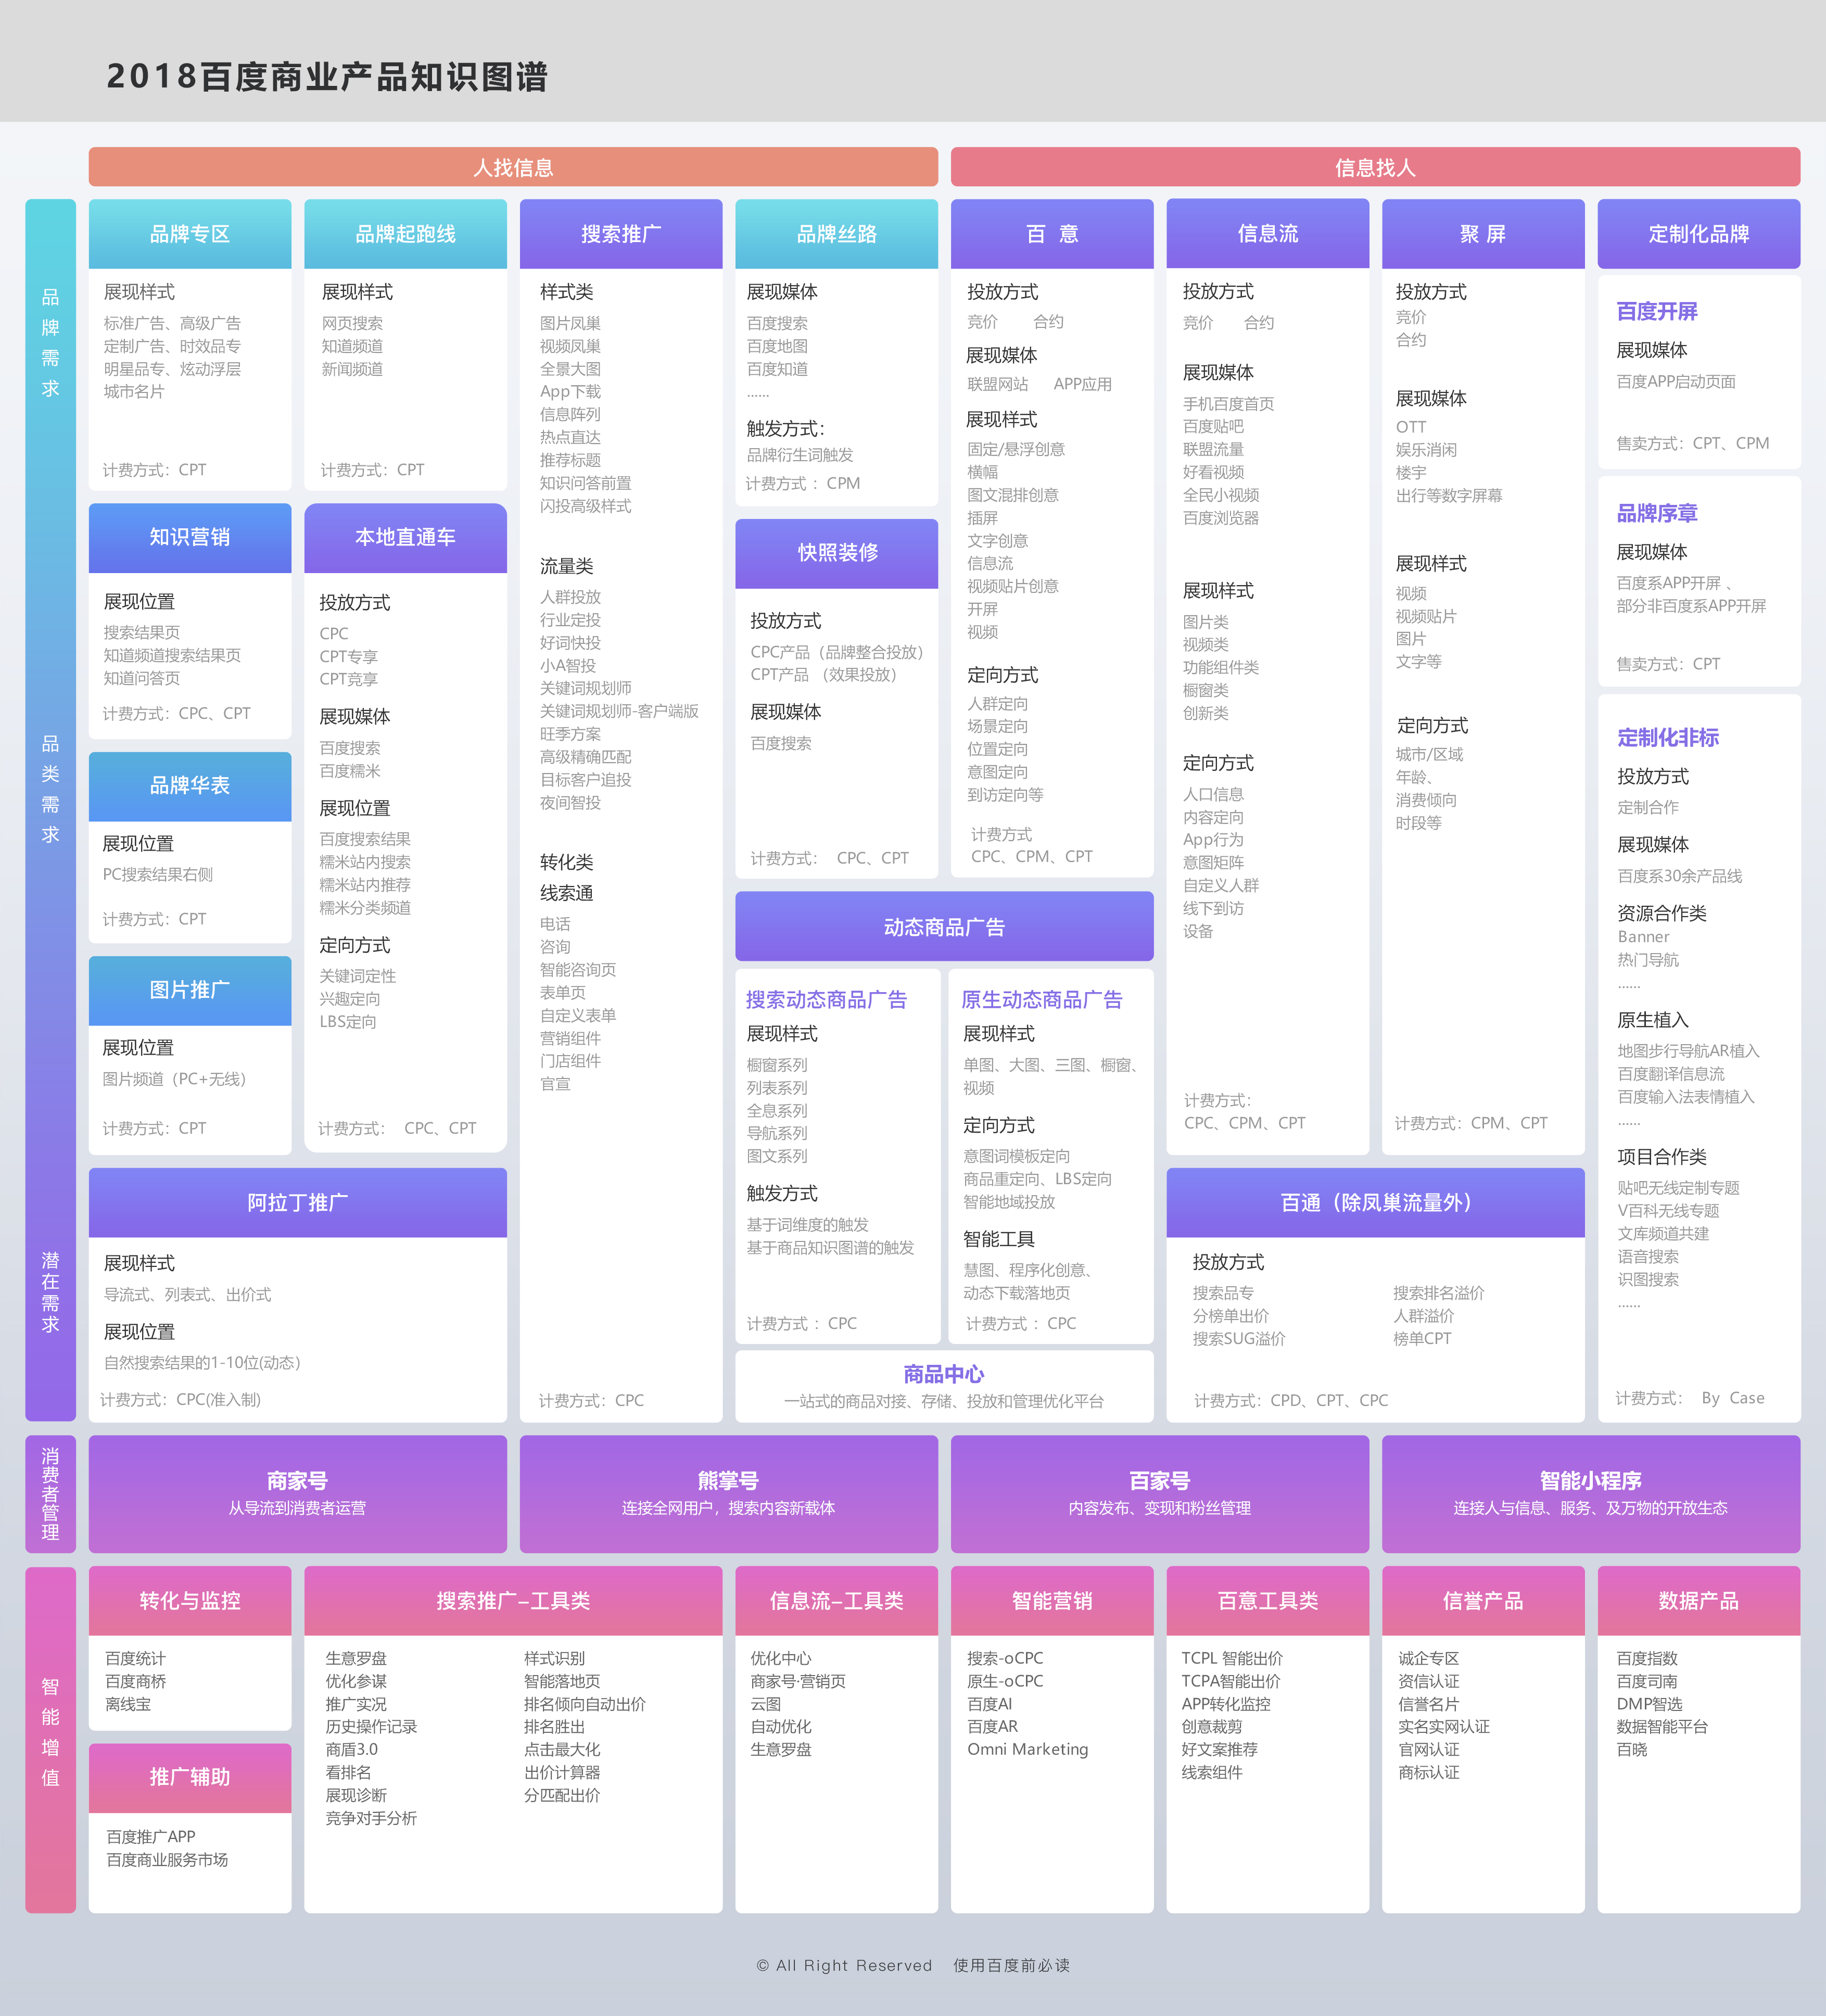 2018百度商业产品知识图谱
人找信息
信息找人
品牌需求
品类需求
潜在需求
品牌专区
展现样式
标准广告、高级广告
定制广告、时效品专
明星品专、炫动浮层
城市名片
计费方式：CPT
品牌起跑线
展现样式
网页搜索
知道频道
新闻频道
计费方式：CPT
知识营销
展现位置
搜索结果页
知道频道搜索结果页
知道问答页
计费方式：CPC、CPT
品牌华表
展现位置
PC搜索结果右侧
计费方式：CPT
图片推广
展现位置
图片频道（PC+无线）
计费方式：CPT
本地直通车
投放方式
CPC
CPT专享
CPT竞享
展现媒体
百度搜索
百度糯米
展现位置
百度搜索结果
糯米站内搜索
糯米站内推荐
糯米分类频道
定向方式
关键词定性
兴趣定向
LBS定向
计费方式： CPC、CPT
阿拉丁推广
展现样式
导流式、列表式、出价式
展现位置
自然搜索结果的1-10位(动态)
计费方式：CPC(准入制)
搜索推广
样式类
图片凤巢
视频凤巢
全景大图
App下载
信息阵列
热点直达
推荐标题
知识问答前置
闪投高级样式
流量类
人群投放
行业定投
好词快投
小A智投
关键词规划师
关键词规划师-客户端版
旺季方案
高级精确匹配
目标客户追投
夜间智投
转化类
线索通
电话
咨询
智能咨询页
表单页
自定义表单
营销组件
门店组件
官宣
计费方式：CPC
品牌丝路
展现媒体
百度搜索
百度地图
百度知道
......
触发方式：
品牌衍生词触发
计费方式 ：CPM
快照装修
投放方式
CPC产品（品牌整合投放）
CPT产品 （效果投放）
展现媒体
百度搜索
计费方式： CPC、CPT
百 意
投放方式
竞价 合约
展现媒体
联盟网站 APP应用
展现样式
固定/悬浮创意
横幅
图文混排创意
插屏
文字创意
信息流
视频贴片创意
开屏
视频
定向方式
人群定向
场景定向
位置定向
意图定向
到访定向等
计费方式
CPC、CPM、CPT
动态商品广告
搜索动态商品广告
展现样式
橱窗系列
列表系列
全息系列
导航系列
图文系列
触发方式
基于词维度的触发
基于商品知识图谱的触发
计费方式 ：CPC
原生动态商品广告
展现样式
单图、大图、三图、橱窗、
视频
定向方式
意图词模板定向
商品重定向、LBS定向
智能地域投放
智能工具
慧图、程序化创意、
动态下载落地页
计费方式 ：CPC
商品中心
一站式的商品对接、存储、投放和管理优化平台
信息流
投放方式
竞价 合约
展现媒体
手机百度首页
百度贴吧
联盟流量
好看视频
全民小视频
百度浏览器
展现样式
图片类
视频类
功能组件类
橱窗类
创新类
定向方式
人口信息
内容定向
App行为
意图矩阵
自定义人群
线下到访
设备
计费方式：
CPC、CPM、CPT
聚 屏
投放方式
竞价
合约
展现媒体
OTT
娱乐消闲
楼宇
出行等数字屏幕
展现样式
视频
视频贴片
图片
文字等
定向方式
城市/区域
年龄、
消费倾向
时段等
计费方式：CPM、CPT
百通（除凤巢流量外）
投放方式
搜索品专 搜索排名溢价
分榜单出价 人群溢价
搜索SUG溢价 榜单CPT
计费方式：CPD、CPT、CPC
定制化品牌
百度开屏
展现媒体
百度APP启动页面
售卖方式：CPT、CPM
品牌序章
展现媒体
百度系APP开屏 、
部分非百度系APP开屏
售卖方式：CPT
定制化非标
投放方式
定制合作
展现媒体
百度系30余产品线
资源合作类
Banner
热门导航
......
原生植入
地图步行导航AR植入
百度翻译信息流
百度输入法表情植入
......
项目合作类
贴吧无线定制专题
V百科无线专题
文库频道共建
语音搜索
识图搜索
......
计费方式： By Case
消费者管理
商家号
从导流到消费者运营
熊掌号
连接全网用户，搜索内容新载体
百家号
内容发布、变现和粉丝管理
智能小程序
连接人与信息、服务、及万物的开放生态
智能增值
转化与监控
百度统计
百度商桥
离线宝
推广辅助
百度推广APP
百度商业服务市场
搜索推广–工具类
生意罗盘 样式识别
优化参谋 智能落地页
推广实况 排名倾向自动出价
历史操作记录 排名胜出
商盾3.0 点击最大化
看排名 出价计算器
展现诊断 分匹配出价
竞争对手分析
信息流–工具类
优化中心
商家号·营销页
云图
自动优化
生意罗盘
智能营销
搜索-oCPC
原生-oCPC
百度AI
百度AR
Omni Marketing
百意工具类
TCPL 智能出价
TCPA智能出价
APP转化监控
创意裁剪
好文案推荐
线索组件
信誉产品
诚企专区
资信认证
信誉名片
实名实网认证
官网认证
商标认证
数据产品
百度指数
百度司南
DMP智选
数据智能平台
百晓
© All Right Reserved 使用百度前必读